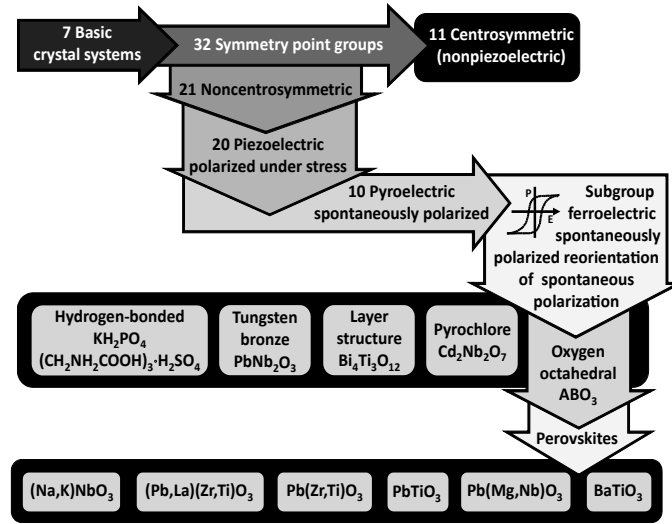 7 Basic
crystal systems
32 Symmetry point groups
11 Centrosymmetric
(nonpiezoelectric)
21 Noncentrosymmetric
20 Piezoelectric
polarized under stress
10 Pyroelectric
spontaneously polarized
P
E
Subgroup
ferroelectric
spontaneously
polarized reorientation
of spontaneous
polarization
Hydrogen-bonded
KH₂PO₄
(CH₂NH₂COOH)₃·H₂SO₄
Tungsten
bronze
PbNb₂O₃
Layer
structure
Bi₄Ti₃O₁₂
Pyrochlore
Cd₂Nb₂O₇
Oxygen
octahedral
ABO₃
Perovskites
(Na,K)NbO₃
(Pb,La)(Zr,Ti)O₃
Pb(Zr,Ti)O₃
PbTiO₃
Pb(Mg,Nb)O₃
BaTiO₃